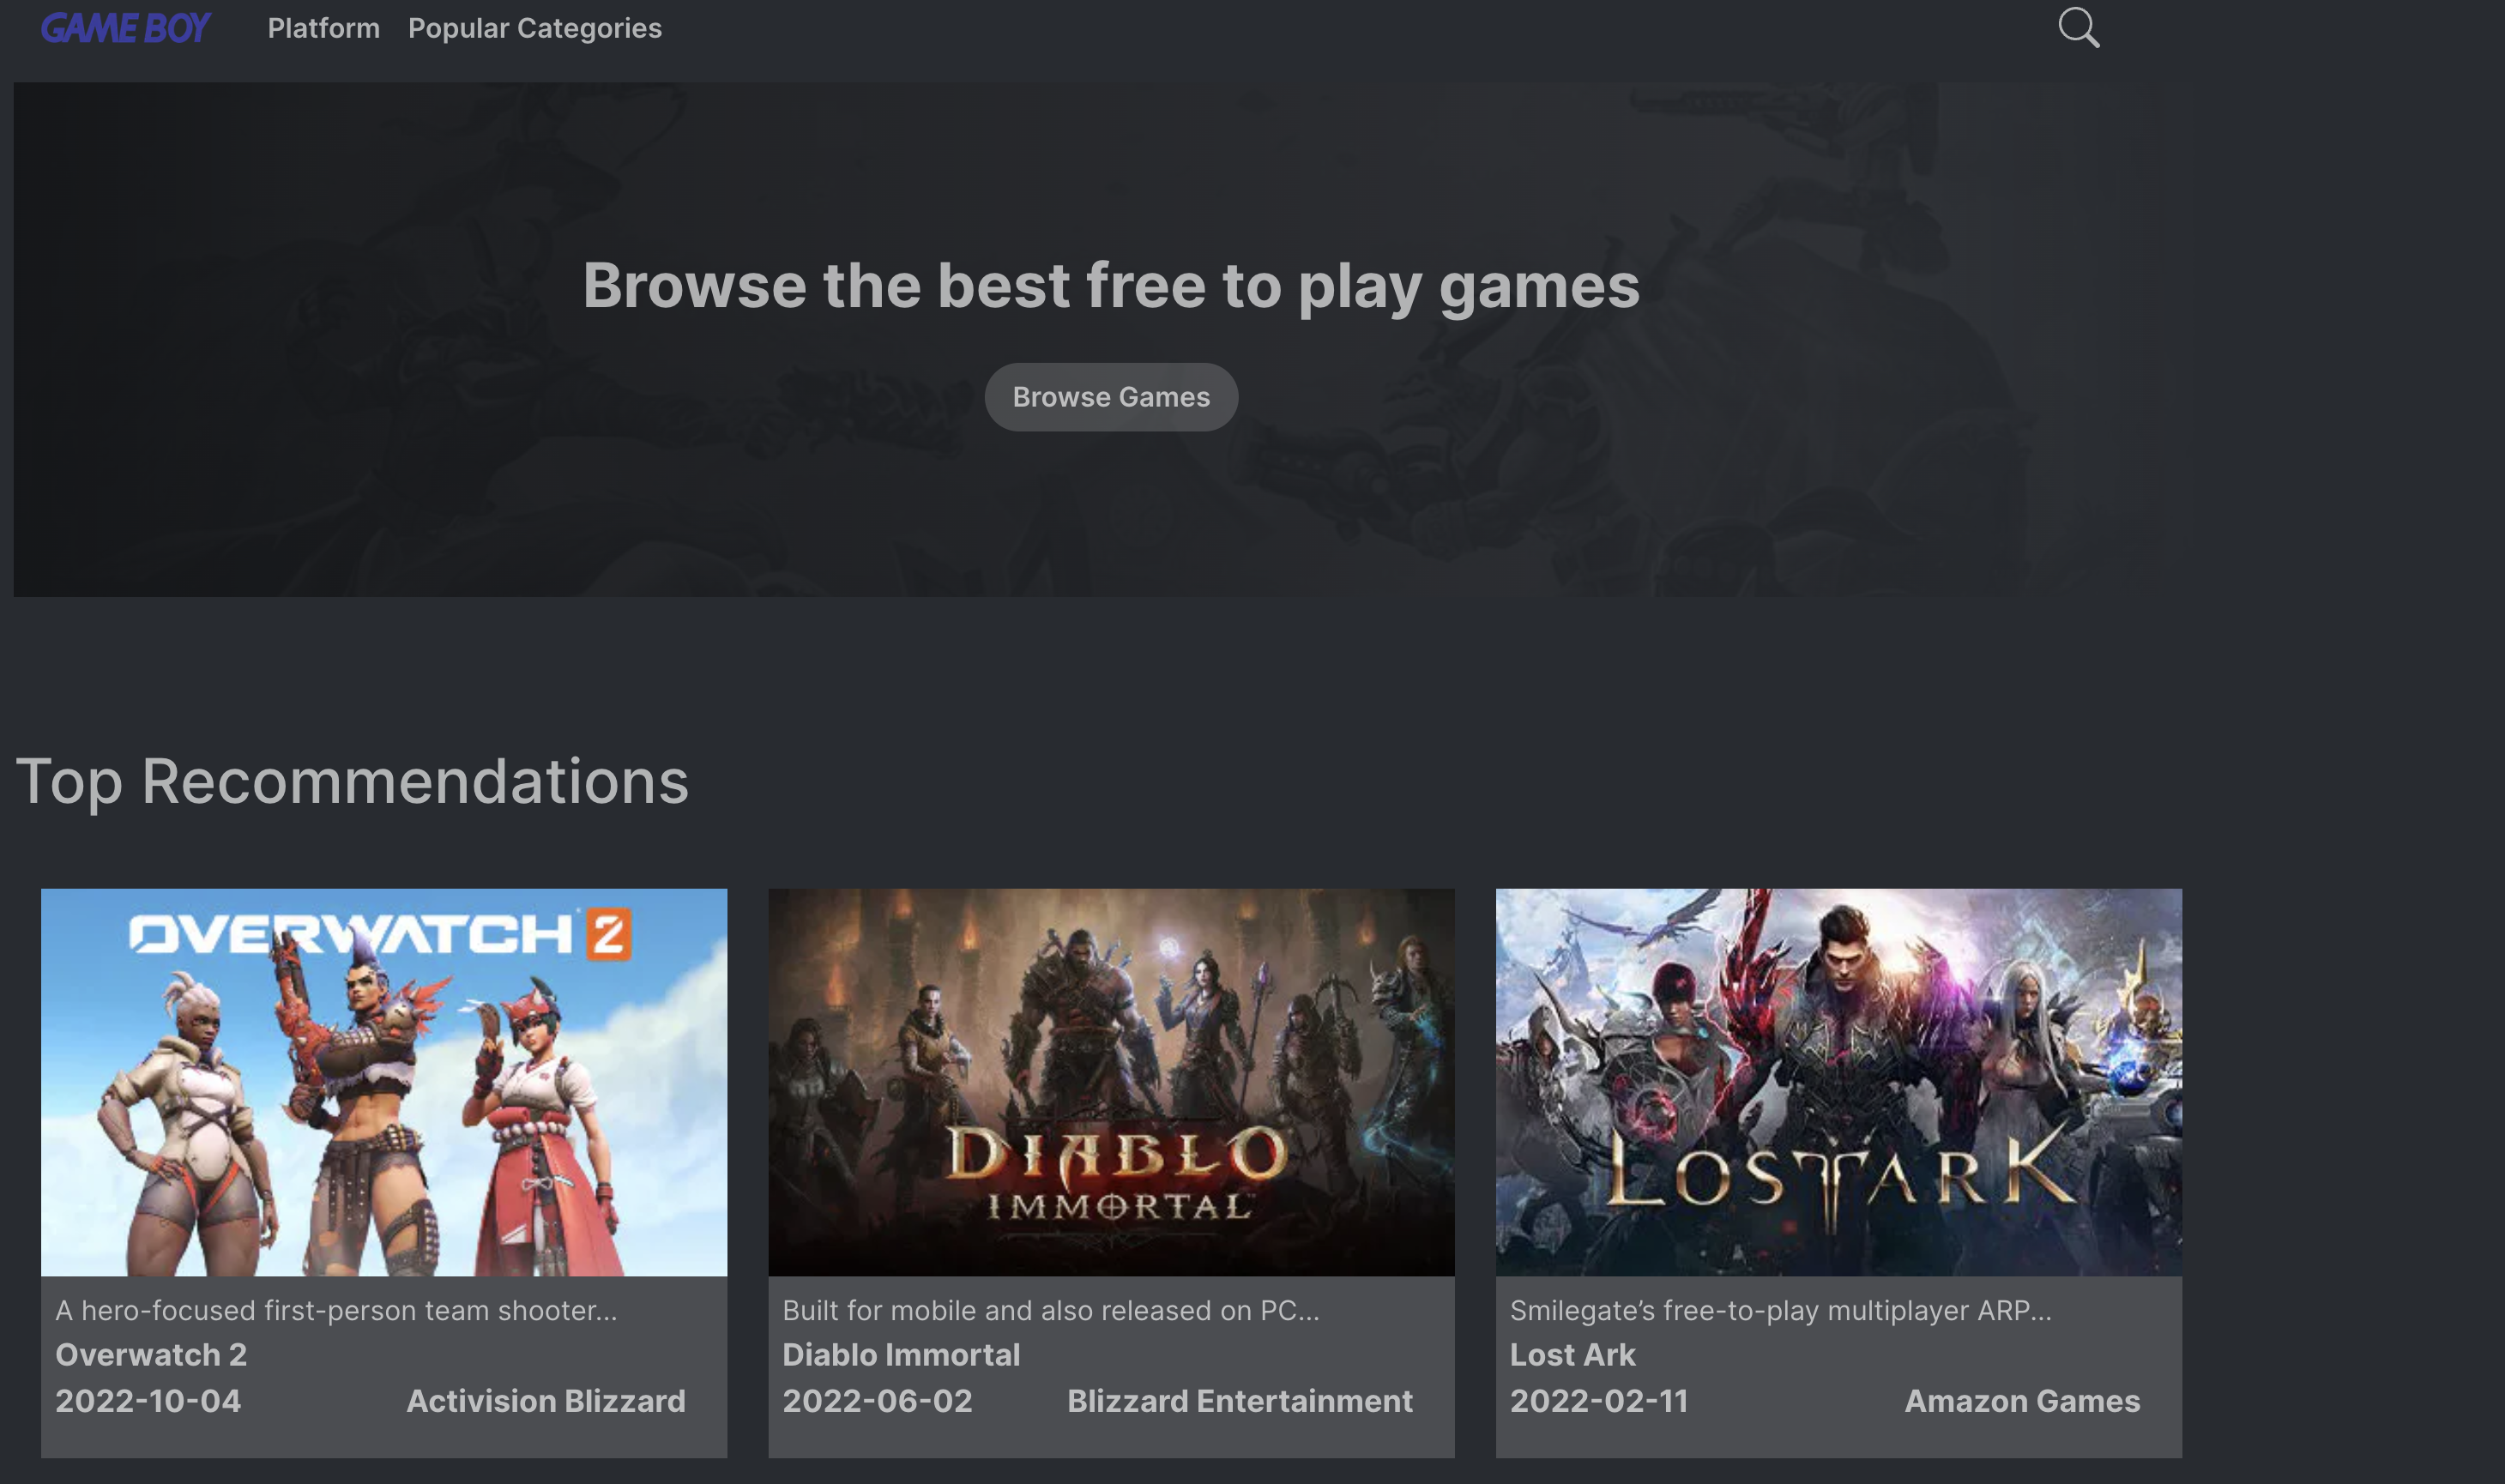 GAME BOY Platform Popular Categories
Browse the best free to play games
Browse Games
Top Recommendations
OVERWATCH 2
A hero-focused first-person team shooter...
Overwatch 2
2022-10-04 Activision Blizzard
DIABLO
IMMORTAL
Built for mobile and also released on PC...
Diablo Immortal
2022-06-02 Blizzard Entertainment
LOST ARK
Smilegate’s free-to-play multiplayer ARP...
Lost Ark
2022-02-11 Amazon Games